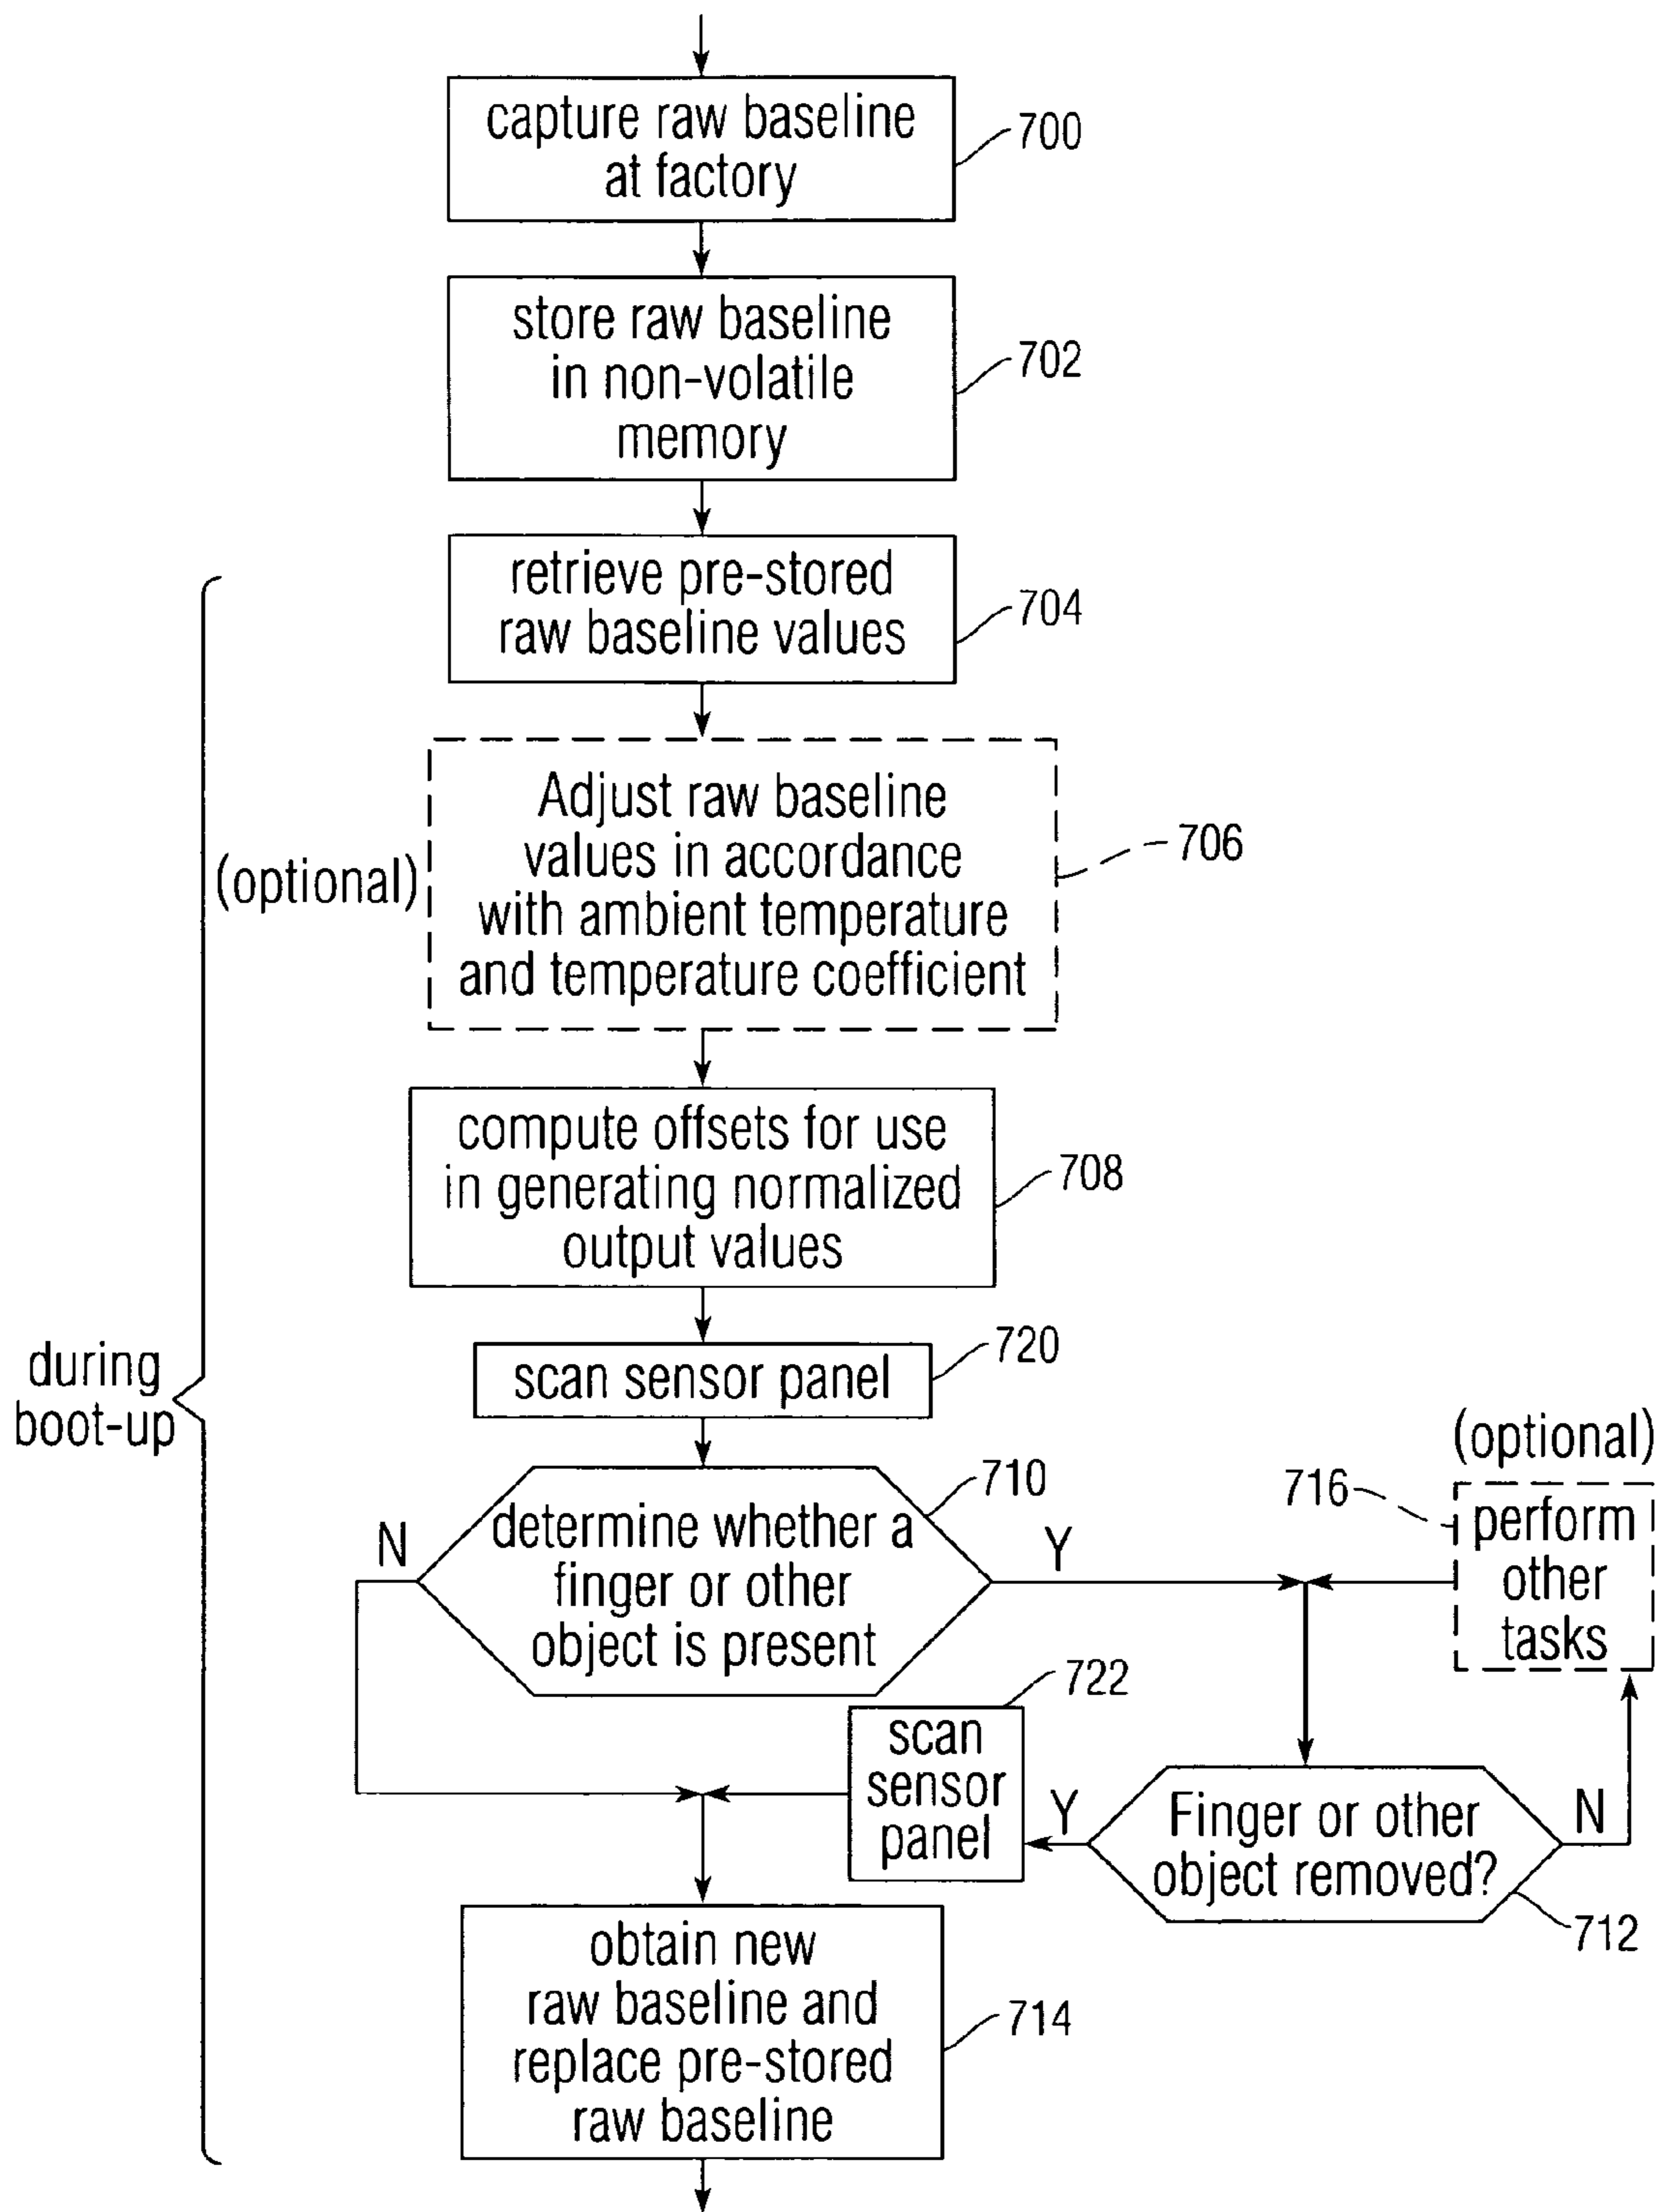 capture raw baseline
at factory
700
store raw baseline
in non-volatile
memory
702
retrieve pre-stored
raw baseline values
704
(optional)
Adjust raw baseline
values in accordance
with ambient temperature
and temperature coefficient
706
compute offsets for use
in generating normalized
output values
708
during
boot-up
scan sensor panel
720
determine whether a
finger or other
object is present
710
N
Y
(optional)
716
perform
other
tasks
722
scan
sensor
panel
Y
Finger or other
object removed?
N
712
obtain new
raw baseline and
replace pre-stored
raw baseline
714